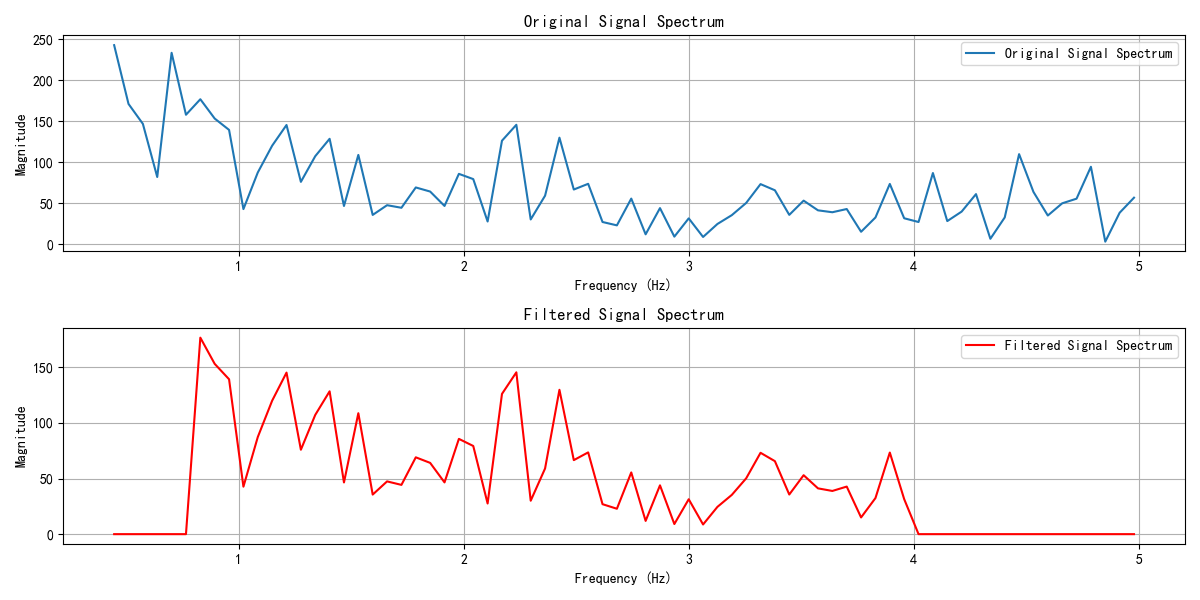 Original Signal Spectrum
250
200
150
100
50
0
Magnitude
Original Signal Spectrum
1
2
3
4
5
Frequency (Hz)
Filtered Signal Spectrum
150
100
50
0
Magnitude
Filtered Signal Spectrum
1
2
3
4
5
Frequency (Hz)